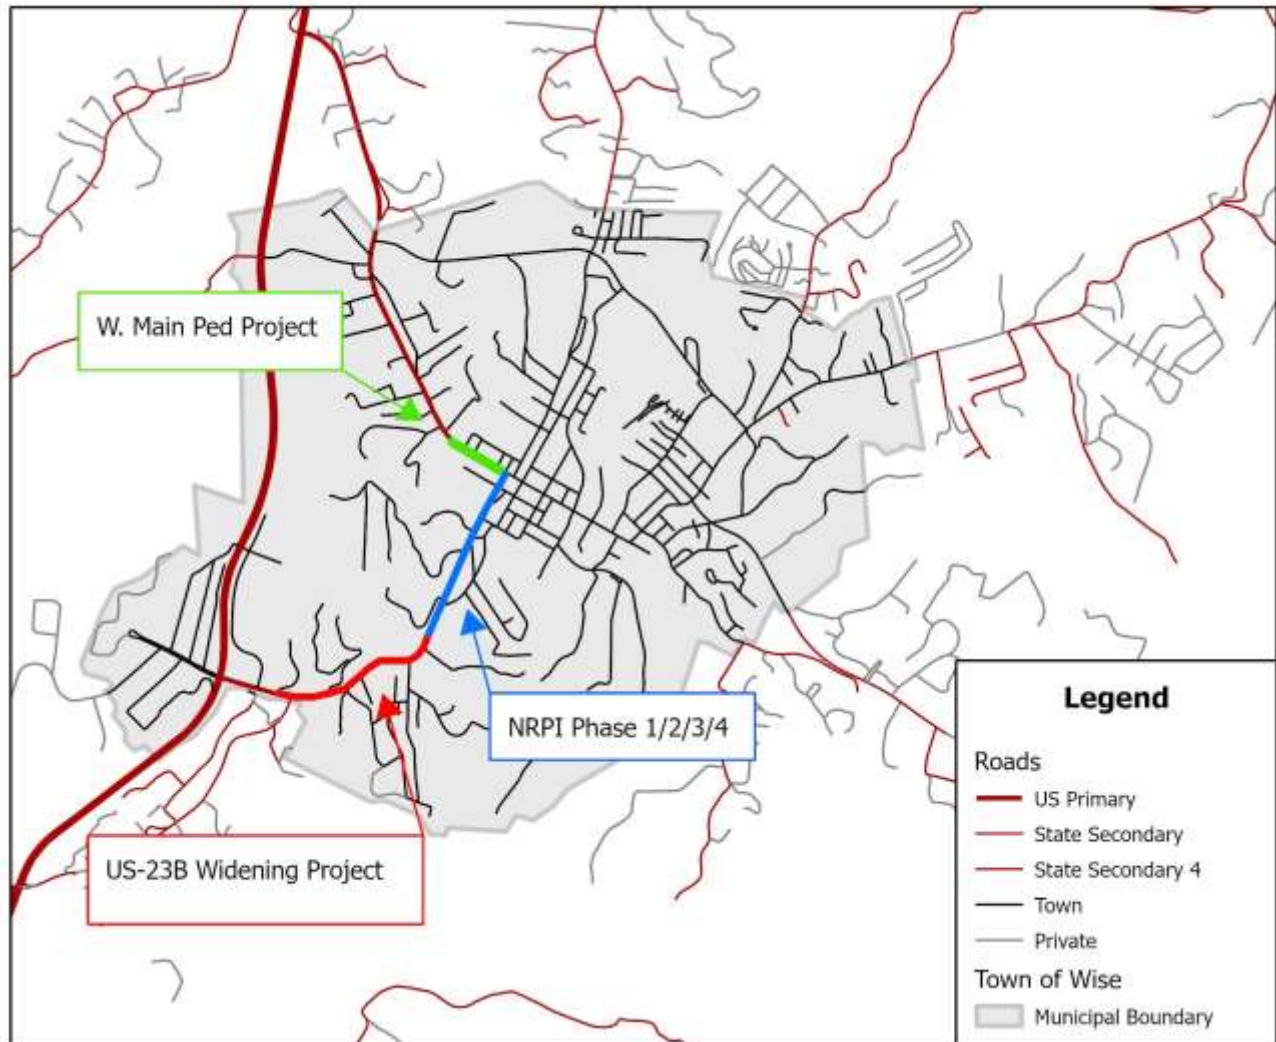 W. Main Ped Project
NRPI Phase 1/2/3/4
US-23B Widening Project
Legend
Roads
US Primary
State Secondary
State Secondary 4
Town
Private
Town of Wise
Municipal Boundary